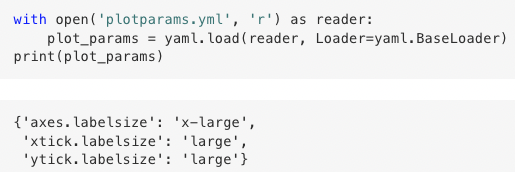 with open('plotparams.yml', 'r') as reader:
    plot_params = yaml.load(reader, Loader=yaml.BaseLoader)
print(plot_params)
{'axes.labelsize': 'x-large',
 'xtick.labelsize': 'large',
 'ytick.labelsize': 'large'}